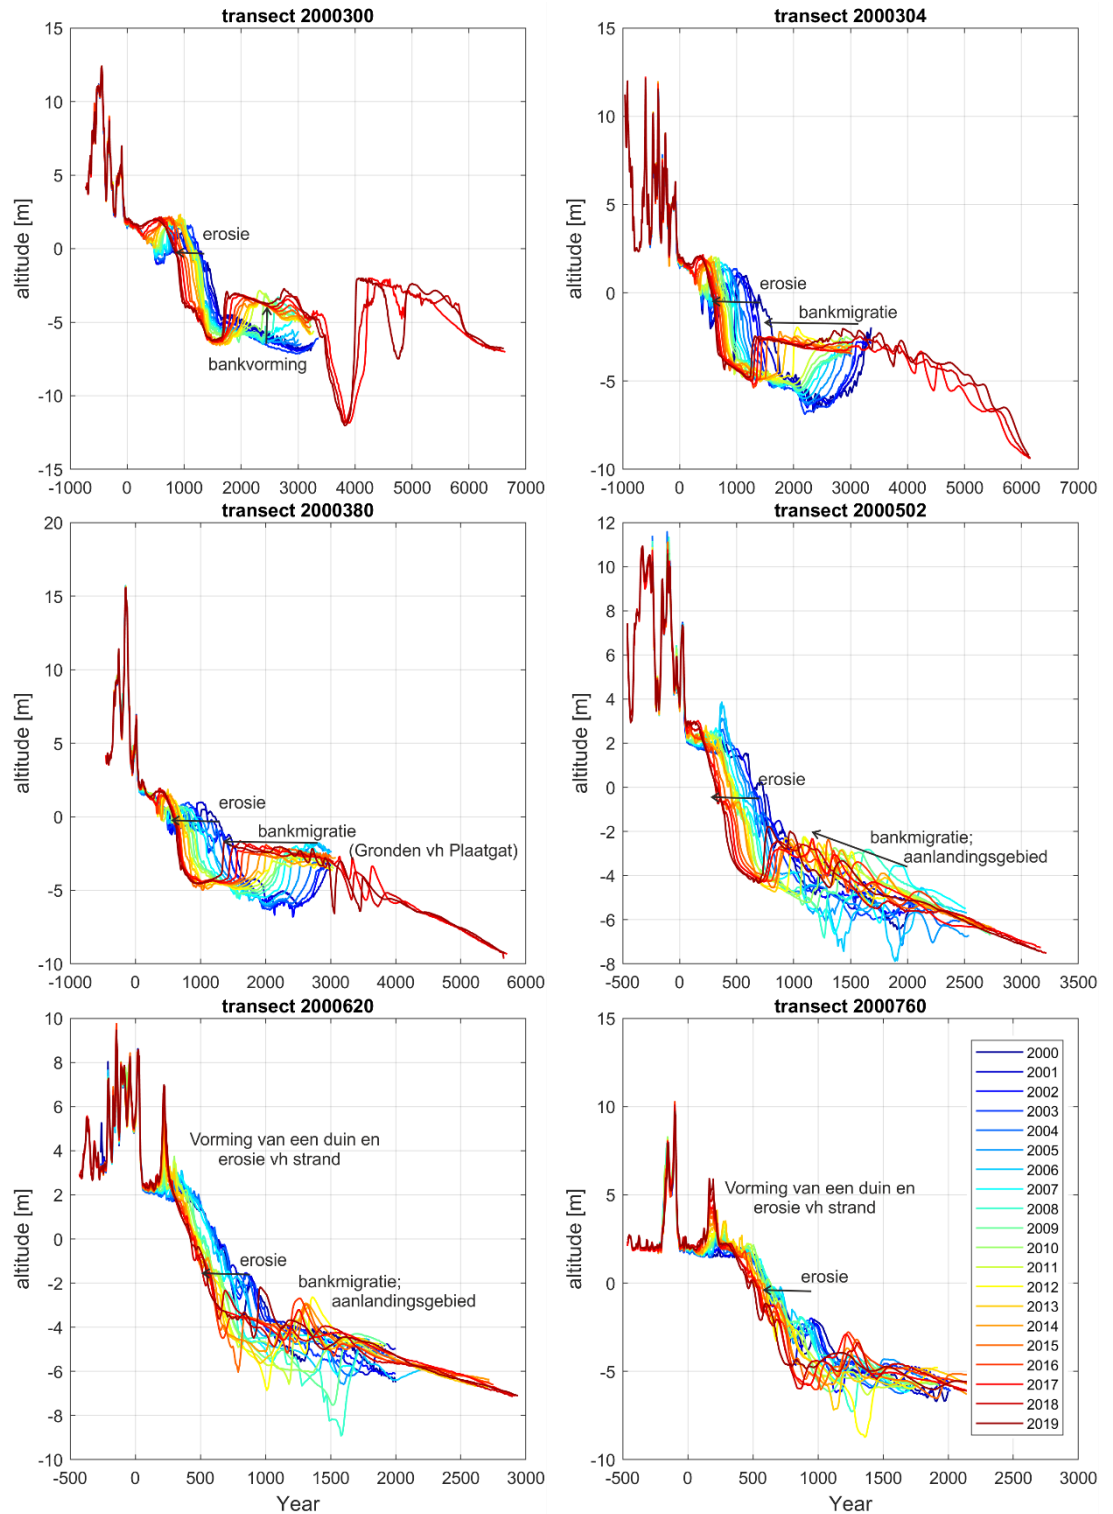 transect 2000300
15
10
5
0
-5
-10
-15
altitude [m]
erosie
bankvorming
-1000 0 1000 2000 3000 4000 5000 6000 7000
transect 2000304
15
10
5
0
-5
-10
altitude [m]
erosie
bankmigratie
-1000 0 1000 2000 3000 4000 5000 6000 7000
transect 2000380
20
15
10
5
0
-5
-10
altitude [m]
erosie
bankmigratie
(Gronden vh Plaatgat)
-1000 0 1000 2000 3000 4000 5000 6000
transect 2000502
12
10
8
6
4
2
0
-2
-4
-6
-8
altitude [m]
erosie
bankmigratie;
aanlandingsgebied
-500 0 500 1000 1500 2000 2500 3000 3500
transect 2000620
10
8
6
4
2
0
-2
-4
-6
-8
-10
altitude [m]
Vorming van een duin en
erosie vh strand
erosie
bankmigratie;
aanlandingsgebied
-500 0 500 1000 1500 2000 2500 3000
Year
transect 2000760
15
10
5
0
-5
-10
altitude [m]
Vorming van een duin en
erosie vh strand
erosie
2000
2001
2002
2003
2004
2005
2006
2007
2008
2009
2010
2011
2012
2013
2014
2015
2016
2017
2018
2019
-500 0 500 1000 1500 2000 2500 3000
Year